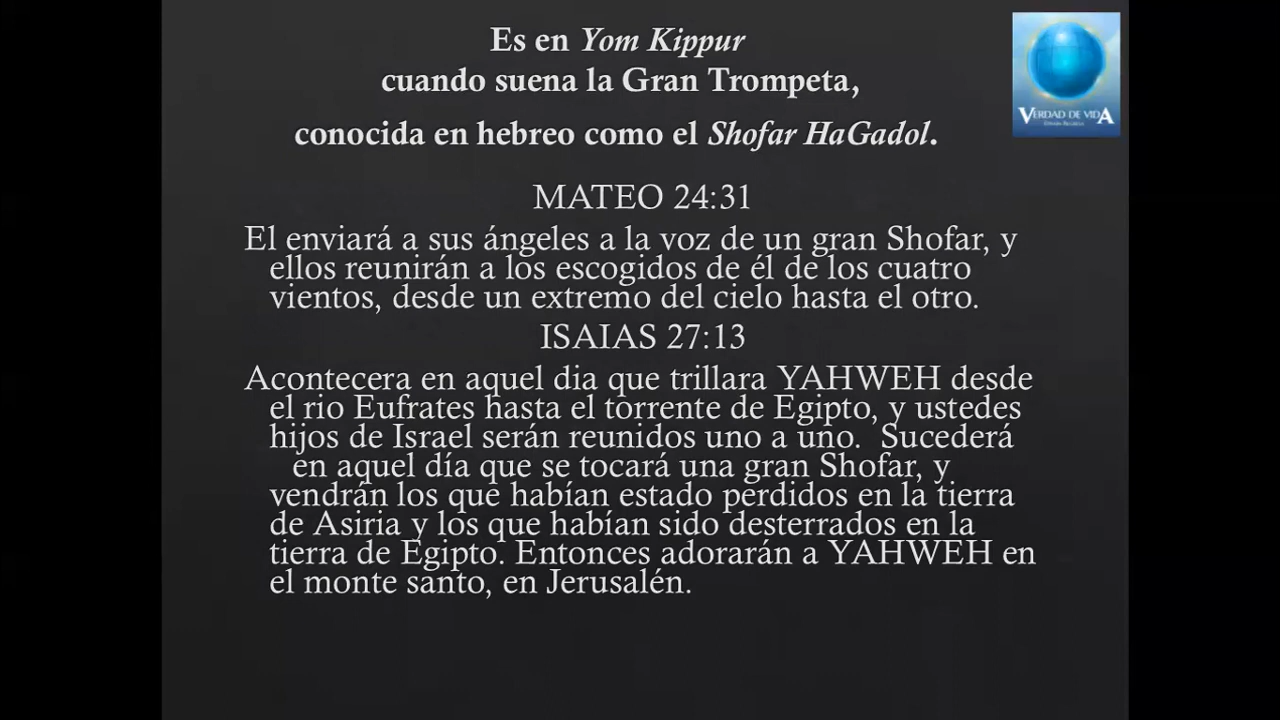 Es en Yom Kippur
cuando suena la Gran Trompeta,
conocida en hebreo como el Shofar HaGadol.
VERDAD DE VIDA
MATEO 24:31
El enviará a sus ángeles a la voz de un gran Shofar, y
ellos reunirán a los escogidos de él de los cuatro
vientos, desde un extremo del cielo hasta el otro.
ISAIAS 27:13
Acontecera en aquel dia que trillara YAHWEH desde
el rio Eufrates hasta el torrente de Egipto, y ustedes
hijos de Israel serán reunidos uno a uno.  Sucederá
en aquel día que se tocará una gran Shofar, y
vendrán los que habían estado perdidos en la tierra
de Asiria y los que habían sido desterrados en la
tierra de Egipto. Entonces adorarán a YAHWEH en
el monte santo, en Jerusalén.